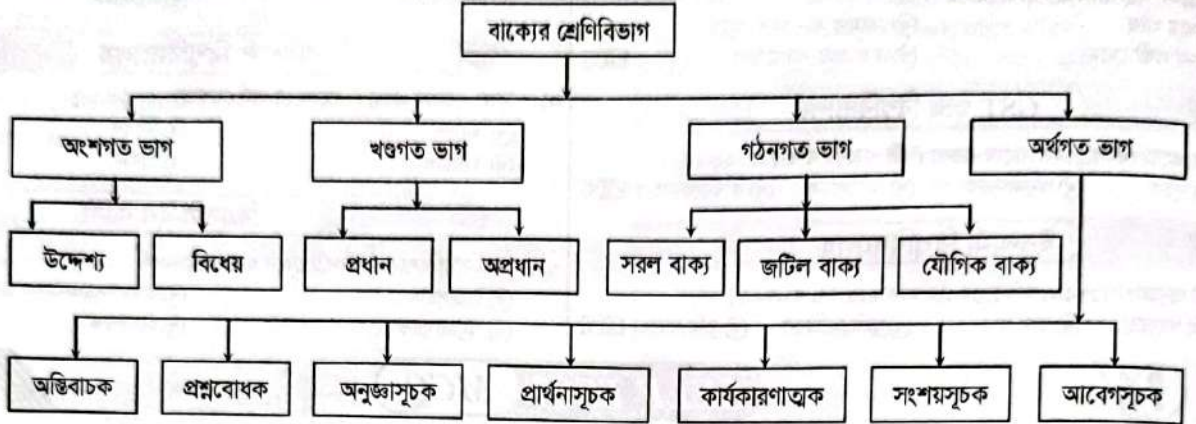 বাক্যের শ্রেণিবিভাগ
অংশগত ভাগ খণ্ডগত ভাগ গঠনগত ভাগ অর্থগত ভাগ
উদ্দেশ্য বিধেয় প্রধান অপ্রধান সরল বাক্য জটিল বাক্য যৌগিক বাক্য
অস্তিবাচক প্রশ্নবোধক অনুজ্ঞাসূচক প্রার্থনাসূচক কার্যকারণাত্মক সংশয়সূচক আবেগসূচক